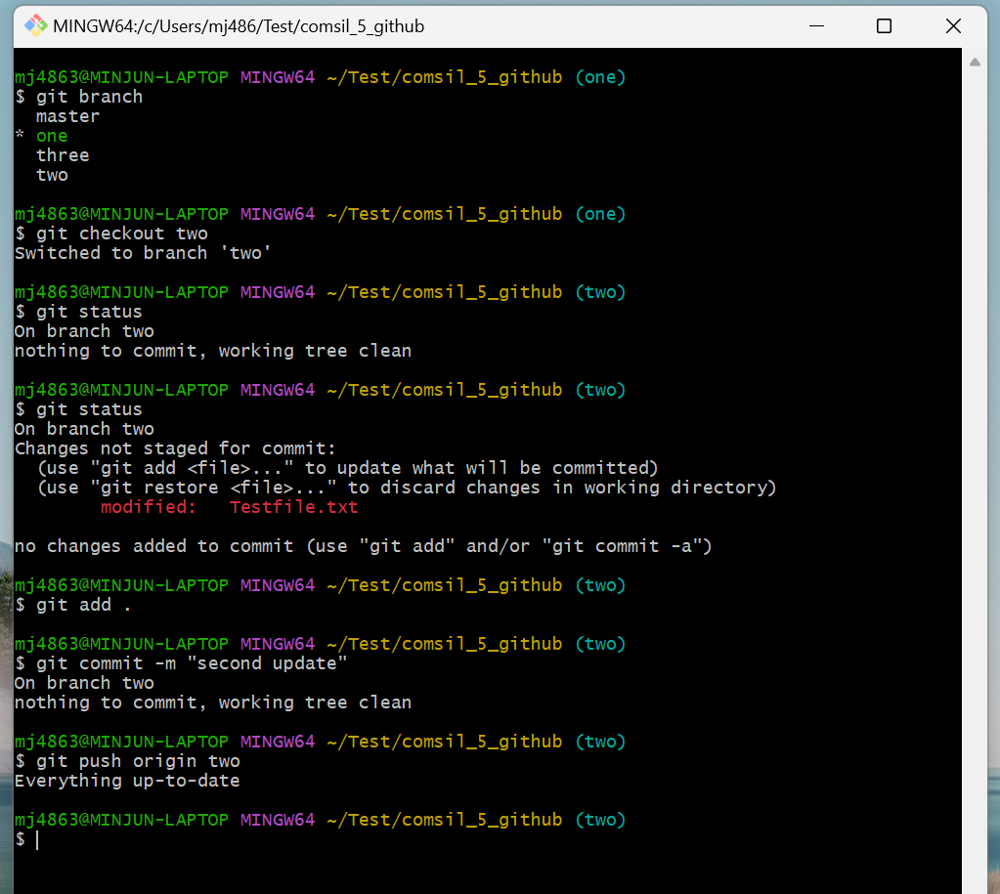 MINGW64:/c/Users/mj486/Test/comsil_5_github
mj4863@MINJUN-LAPTOP MINGW64 ~/Test/comsil_5_github (one)
$ git branch
  master
* one
  three
  two
mj4863@MINJUN-LAPTOP MINGW64 ~/Test/comsil_5_github (one)
$ git checkout two
Switched to branch 'two'
mj4863@MINJUN-LAPTOP MINGW64 ~/Test/comsil_5_github (two)
$ git status
On branch two
nothing to commit, working tree clean
mj4863@MINJUN-LAPTOP MINGW64 ~/Test/comsil_5_github (two)
$ git status
On branch two
Changes not staged for commit:
  (use "git add <file>..." to update what will be committed)
  (use "git restore <file>..." to discard changes in working directory)
        modified:   Testfile.txt
no changes added to commit (use "git add" and/or "git commit -a")
mj4863@MINJUN-LAPTOP MINGW64 ~/Test/comsil_5_github (two)
$ git add .
mj4863@MINJUN-LAPTOP MINGW64 ~/Test/comsil_5_github (two)
$ git commit -m "second update"
On branch two
nothing to commit, working tree clean
mj4863@MINJUN-LAPTOP MINGW64 ~/Test/comsil_5_github (two)
$ git push origin two
Everything up-to-date
mj4863@MINJUN-LAPTOP MINGW64 ~/Test/comsil_5_github (two)
$